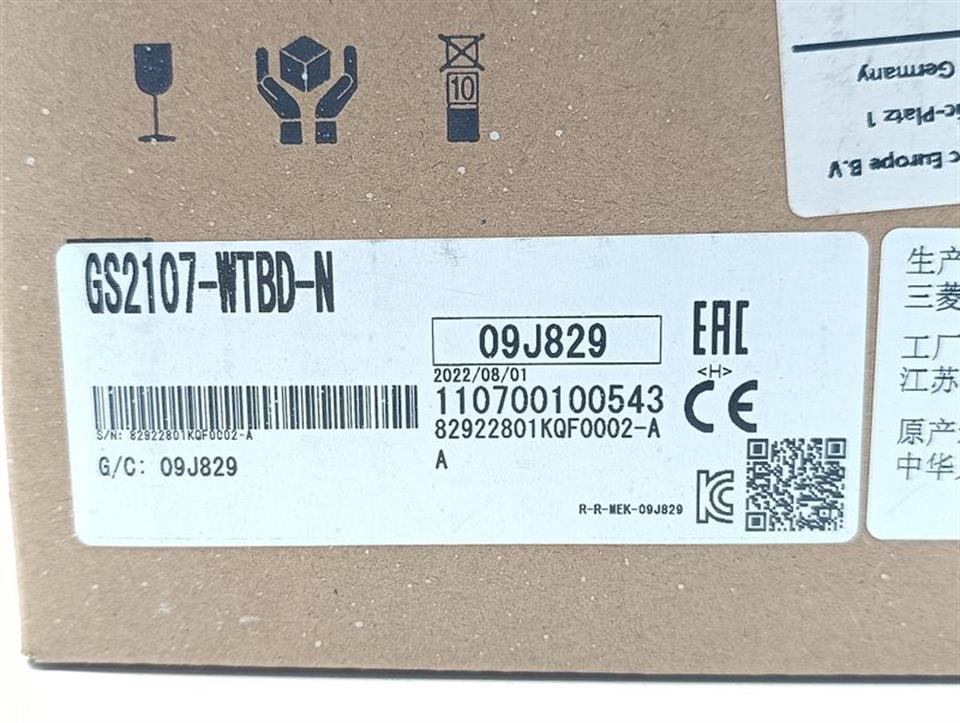 10
c Europe B.V
ic-Platz 1
Germany
GS2107-WTBD-N
09J829
EAC
2022/08/01
<H>
110700100543
CE
S/N: 82922801KQF0002-A
82922801KQF0002-A
G/C: 09J829
A
R-R-MEK-09J829
生产
三菱
工厂
江苏
原产
中华